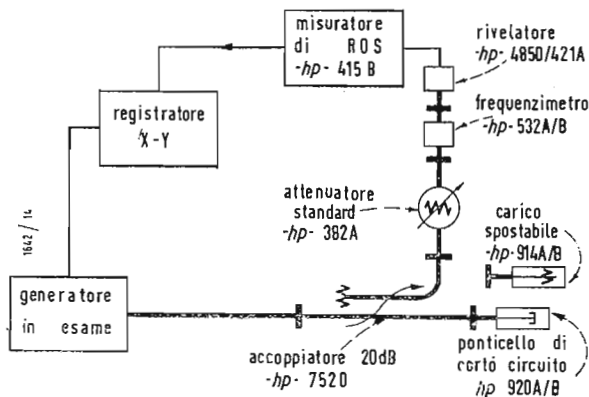 misuratore
di ROS
-hp- 415 B
rivelatore
-hp- 4850/421A
frequenzimetro
-hp-532A/B
registratore
X-Y
attenuatore
standard
-hp- 382A
carico
spostabile
-hp-914A/B
1642/14
generatore
in esame
accoppiatore 20dB
-hp- 7520
ponticello di
corto circuito
hp 920A/B